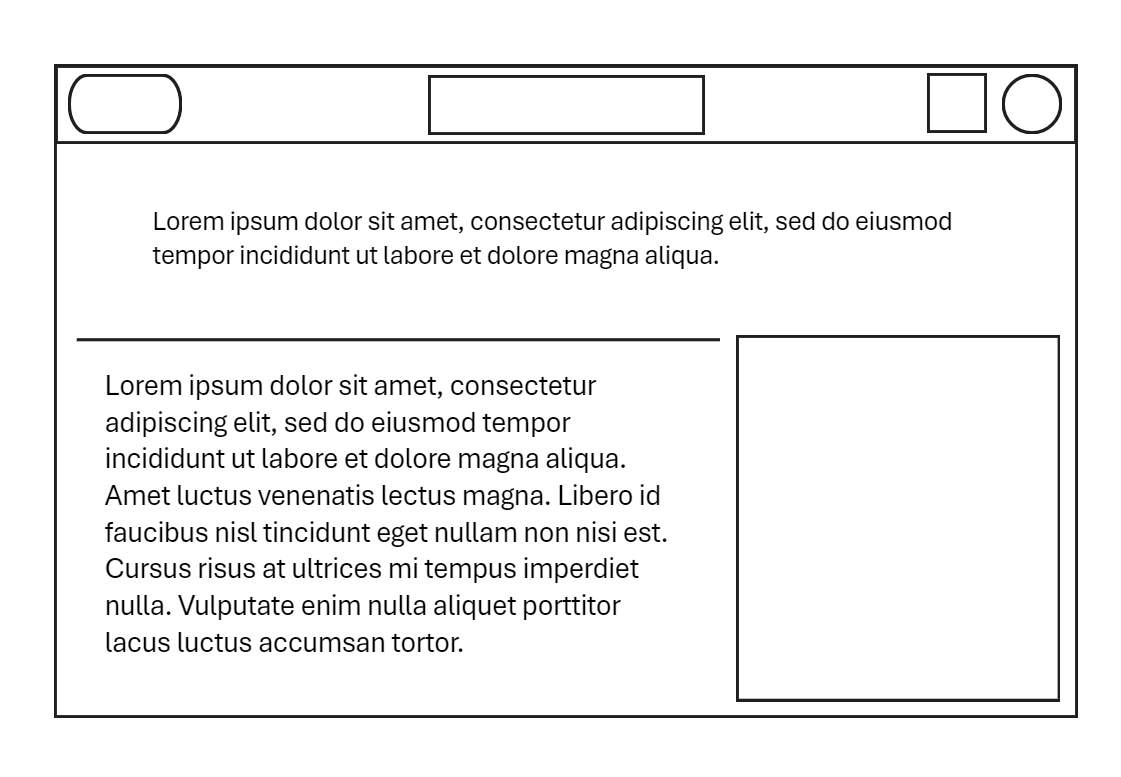 Lorem ipsum dolor sit amet, consectetur adipiscing elit, sed do eiusmod
tempor incididunt ut labore et dolore magna aliqua.
Lorem ipsum dolor sit amet, consectetur
adipiscing elit, sed do eiusmod tempor
incididunt ut labore et dolore magna aliqua.
Amet luctus venenatis lectus magna. Libero id
faucibus nisl tincidunt eget nullam non nisi est.
Cursus risus at ultrices mi tempus imperdiet
nulla. Vulputate enim nulla aliquet porttitor
lacus luctus accumsan tortor.